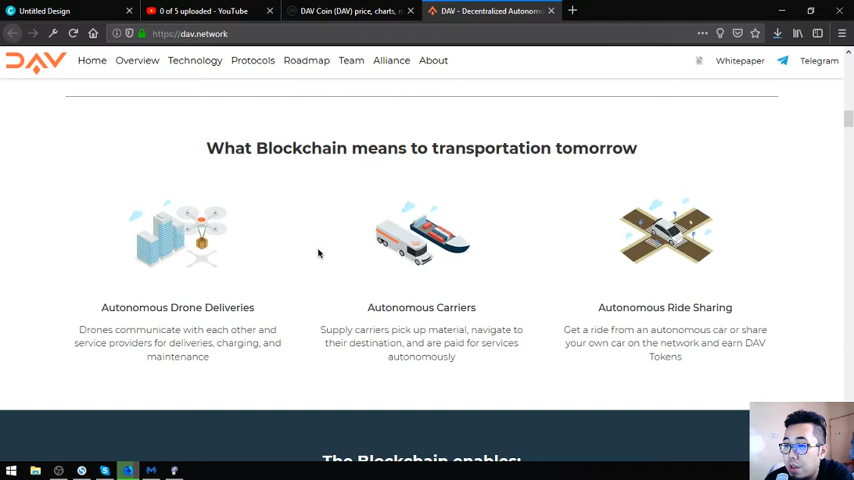 Untitled Design
0 of 5 uploaded - YouTube
DAV Coin (DAV) price, charts, m
DAV - Decentralized Autonomo
https://dav.network
DAV
Home
Overview
Technology
Protocols
Roadmap
Team
Alliance
About
Whitepaper
Telegram
What Blockchain means to transportation tomorrow
Autonomous Drone Deliveries
Drones communicate with each other and
service providers for deliveries, charging, and
maintenance
Autonomous Carriers
Supply carriers pick up material, navigate to
their destination, and are paid for services
autonomously
Autonomous Ride Sharing
Get a ride from an autonomous car or share
your own car on the network and earn DAV
Tokens
The Blockchain enables: